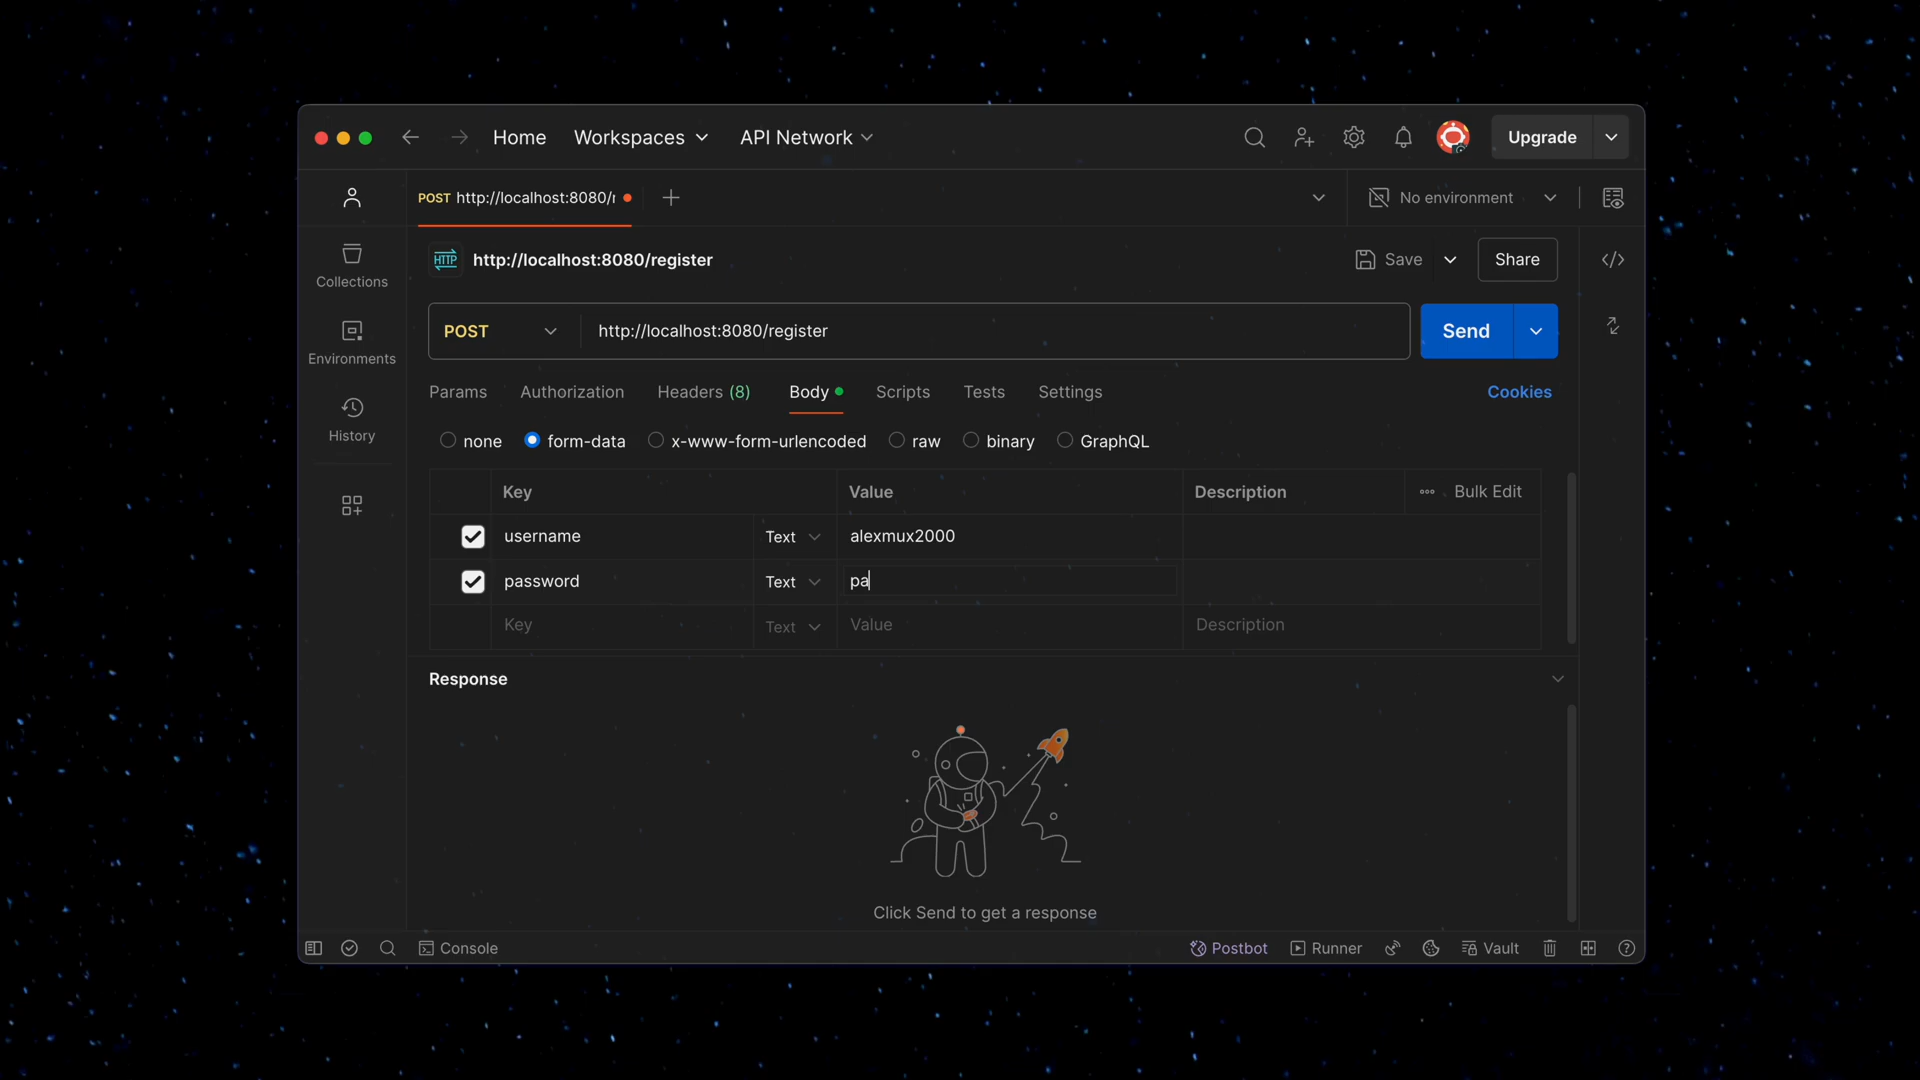 Home Workspaces API Network Upgrade
POST http://localhost:8080/r No environment
HTTP http://localhost:8080/register Save Share
Collections
POST http://localhost:8080/register Send
Environments
Params Authorization Headers (8) Body Scripts Tests Settings Cookies
History
none form-data x-www-form-urlencoded raw binary GraphQL
Key Value Description Bulk Edit
username Text alexmux2000
password Text pa
Key Text Value Description
Response
Click Send to get a response
Console Postbot Runner Vault